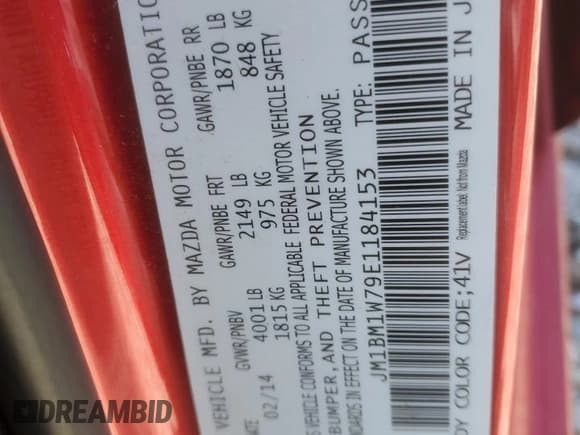 VEHICLE MFD. BY MAZDA MOTOR CORPORATIO
GVWR/PNBV GAWR/PNBE FRT GAWR/PNBE RR
02/14 4001 LB 2149 LB 1870 LB
1815 KG 975 KG 848 KG
VEHICLE CONFORMS TO ALL APPLICABLE FEDERAL MOTOR VEHICLE SAFETY
BUMPER, AND THEFT PREVENTION
IN EFFECT ON THE DATE OF MANUFACTURE SHOWN ABOVE.
JM1BM1W79E1184153 TYPE: PASS
COLOR CODE;41V Replacement label. Not from Mazda MADE IN J
DREAMBID